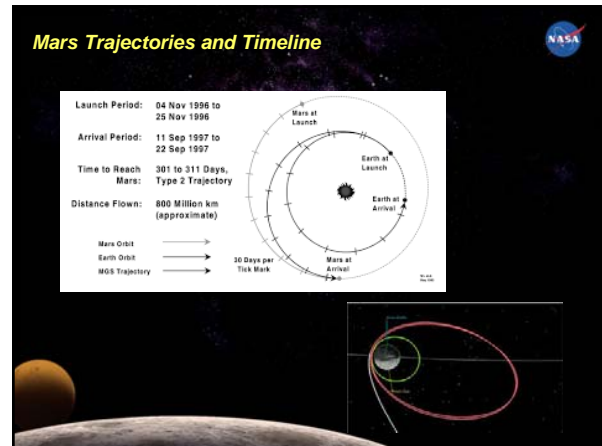 Mars Trajectories and Timeline
NASA
Launch Period: 04 Nov 1996 to
25 Nov 1996
Arrival Period: 11 Sep 1997 to
22 Sep 1997
Time to Reach 301 to 311 Days,
Mars: Type 2 Trajectory
Distance Flown: 800 Million km
(approximate)
Mars Orbit
Earth Orbit
MGS Trajectory
30 Days per
Tick Mark
Mars at
Launch
Earth at
Launch
Earth at
Arrival
Mars at
Arrival